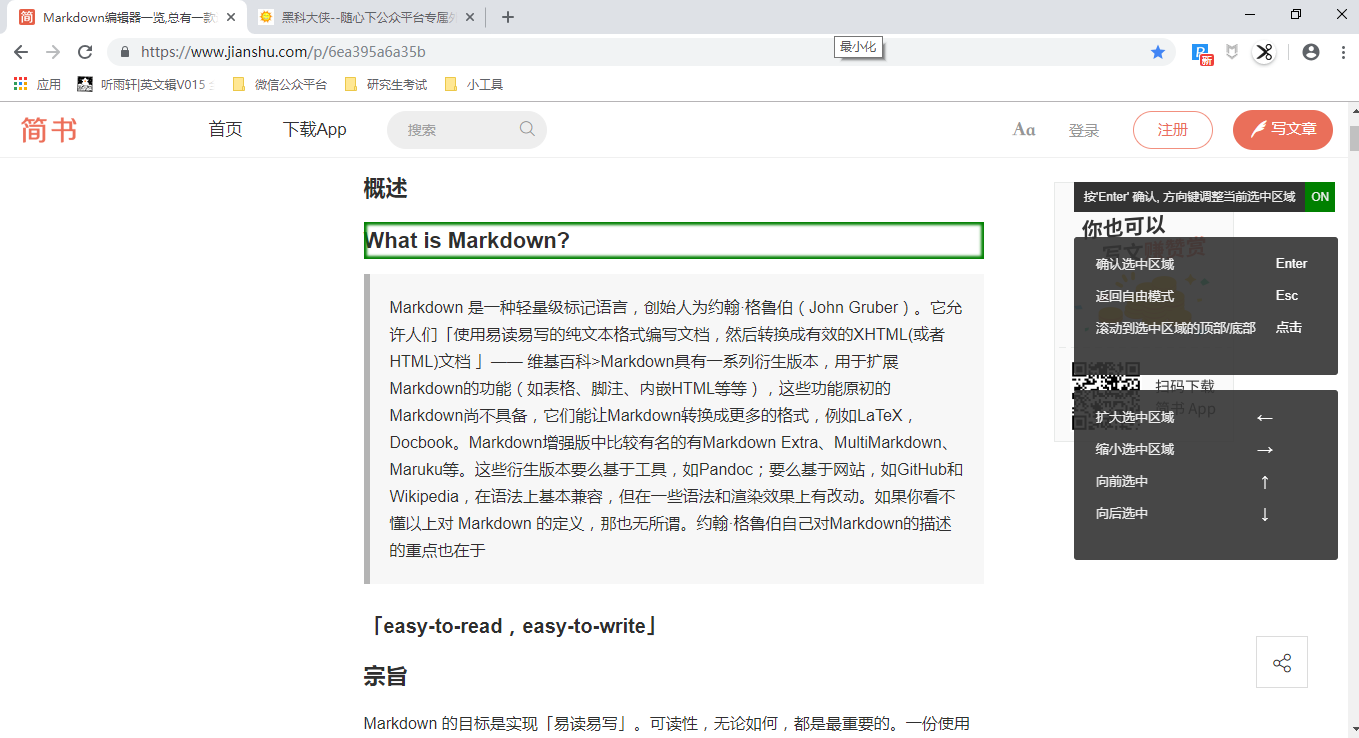 简 Markdown编辑器一览,总有一款
黑科大侠--随心下公众平台专属
https://www.jianshu.com/p/6ea395a6a35b
最小化
新
应用 听雨轩|英文辑V015 微信公众平台 研究生考试 小工具
简书 首页 下载App 搜索 Aa 登录 注册 写文章
概述
What is Markdown?
Markdown 是一种轻量级标记语言，创始人为约翰·格鲁伯（John Gruber）。它允
许人们「使用易读易写的纯文本格式编写文档，然后转换成有效的XHTML(或者
HTML)文档 」—— 维基百科>Markdown具有一系列衍生版本，用于扩展
Markdown的功能（如表格、脚注、内嵌HTML等等），这些功能原初的
Markdown尚不具备，它们能让Markdown转换成更多的格式，例如LaTeX，
Docbook。Markdown增强版中比较有名的有Markdown Extra、MultiMarkdown、
Maruku等。这些衍生版本要么基于工具，如Pandoc；要么基于网站，如GitHub和
Wikipedia，在语法上基本兼容，但在一些语法和渲染效果上有改动。如果你看不
懂以上对 Markdown 的定义，那也无所谓。约翰·格鲁伯自己对Markdown的描述
的重点也在于
「easy-to-read，easy-to-write」
宗旨
Markdown 的目标是实现「易读易写」。可读性，无论如何，都是最重要的。一份使用
按'Enter' 确认, 方向键调整当前选中区域 ON
你也可以
写文赚赞赏
确认选中区域 Enter
返回自由模式 Esc
滚动到选中区域的顶部/底部 点击
扫码下载
简书 App
扩大选中区域 ←
缩小选中区域 →
向前选中 ↑
向后选中 ↓